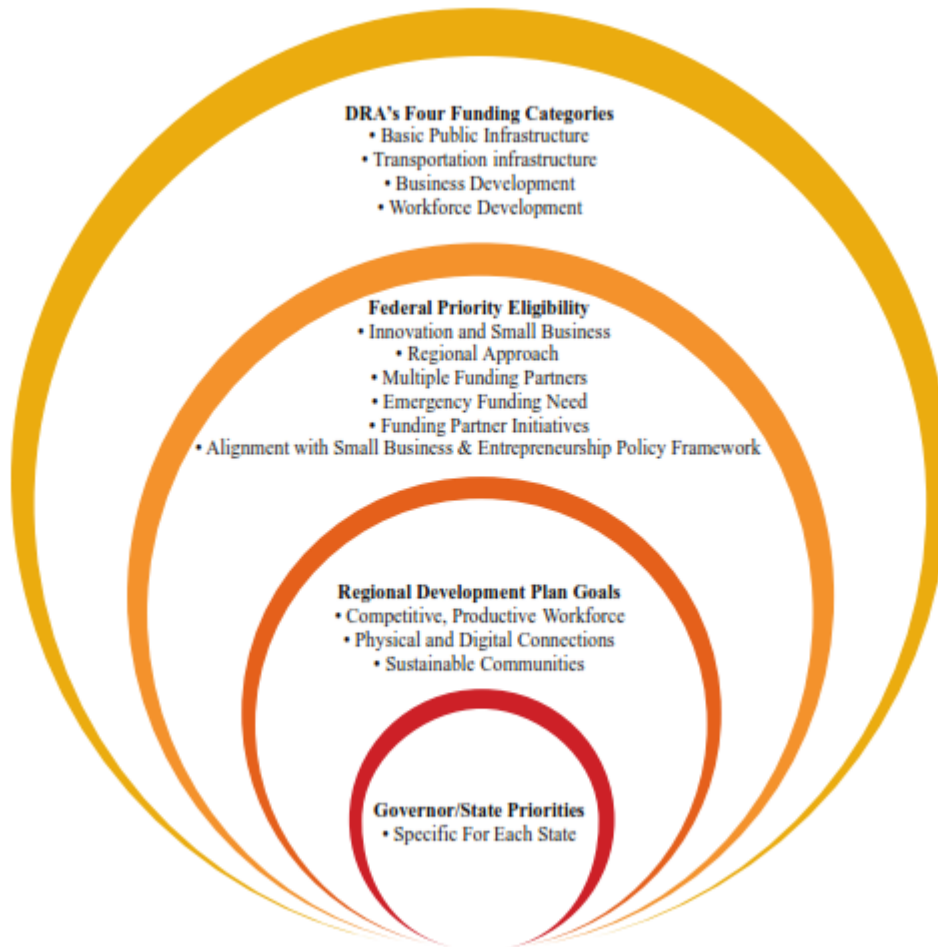 DRA's Four Funding Categories
• Basic Public Infrastructure
• Transportation infrastructure
• Business Development
• Workforce Development
Federal Priority Eligibility
• Innovation and Small Business
• Regional Approach
• Multiple Funding Partners
• Emergency Funding Need
• Funding Partner Initiatives
• Alignment with Small Business & Entrepreneurship Policy Framework
Regional Development Plan Goals
• Competitive, Productive Workforce
• Physical and Digital Connections
• Sustainable Communities
Governor/State Priorities
• Specific For Each State